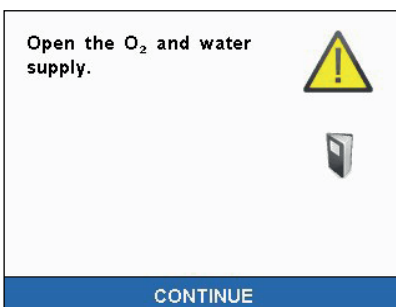 Open the O₂ and water
supply.
CONTINUE